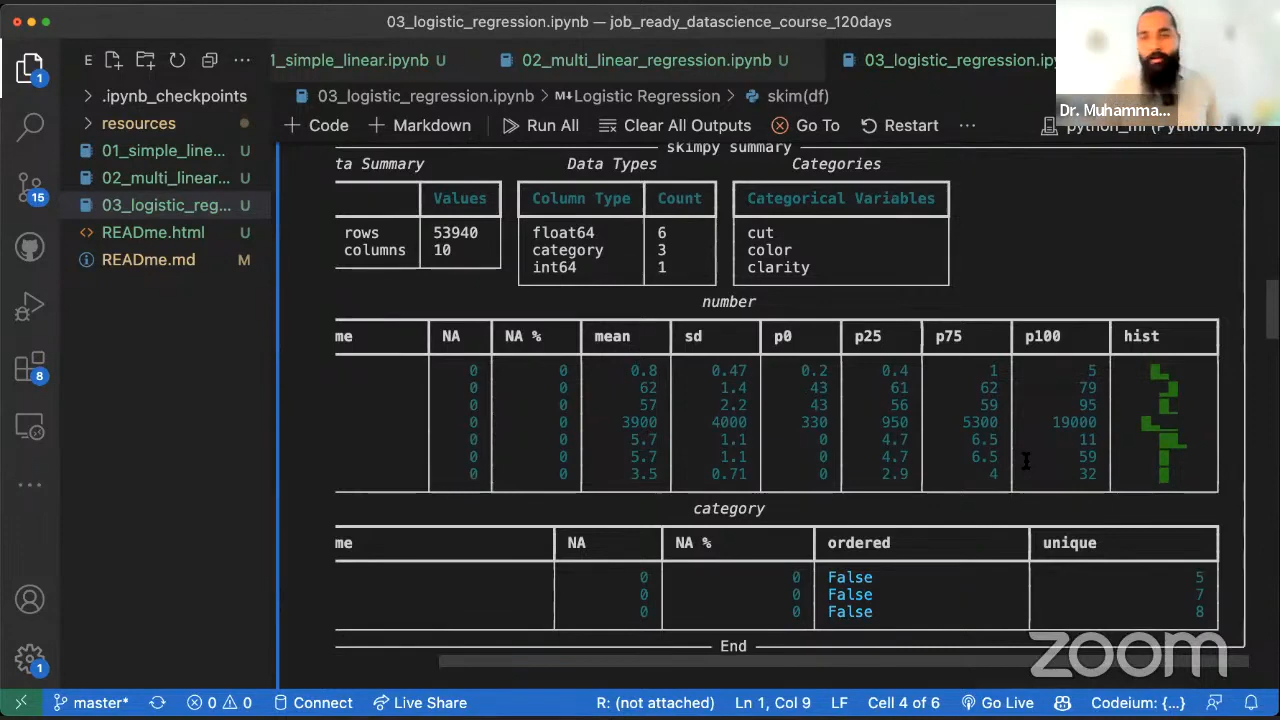 03_logistic_regression.ipynb — job_ready_datascience_course_120days
E
1_simple_linear.ipynb U
02_multi_linear_regression.ipynb U
03_logistic_regression.ipy
.ipynb_checkpoints
resources
01_simple_line... U
02_multi_linear... U
03_logistic_reg... U
READme.html U
READme.md M
03_logistic_regression.ipynb > M↓Logistic Regression > skim(df)
+ Code + Markdown Run All Clear All Outputs Go To Restart ...
python_ml (Python 3.11.0)
Dr. Muhamma...
skimpy summary
ta Summary Data Types Categories
Values Column Type Count Categorical Variables
rows 53940 float64 6 cut
columns 10 category 3 color
int64 1 clarity
number
me NA NA % mean sd p0 p25 p75 p100 hist
0 0 0.8 0.47 0.2 0.4 1 5
0 0 62 1.4 43 61 62 79
0 0 57 2.2 43 56 59 95
0 0 3900 4000 330 950 5300 19000
0 0 5.7 1.1 0 4.7 6.5 11
0 0 5.7 1.1 0 4.7 6.5 59
0 0 3.5 0.71 0 2.9 4 32
category
me NA NA % ordered unique
0 0 False 5
0 0 False 7
0 0 False 8
End
zoom
1
15
8
1
master* 0 0 Connect Live Share R: (not attached) Ln 1, Col 9 LF Cell 4 of 6 Go Live Codeium: {...}